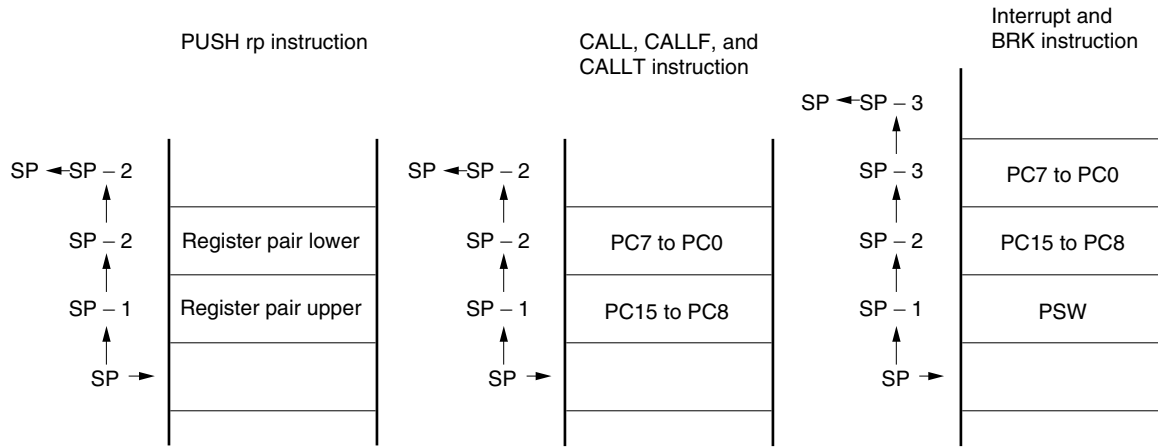 PUSH rp instruction
SP ← SP – 2
SP – 2
Register pair lower
SP – 1
Register pair upper
SP →
CALL, CALLF, and
CALLT instruction
SP ← SP – 2
SP – 2
PC7 to PC0
SP – 1
PC15 to PC8
SP →
Interrupt and
BRK instruction
SP ← SP – 3
SP – 3
PC7 to PC0
SP – 2
PC15 to PC8
SP – 1
PSW
SP →